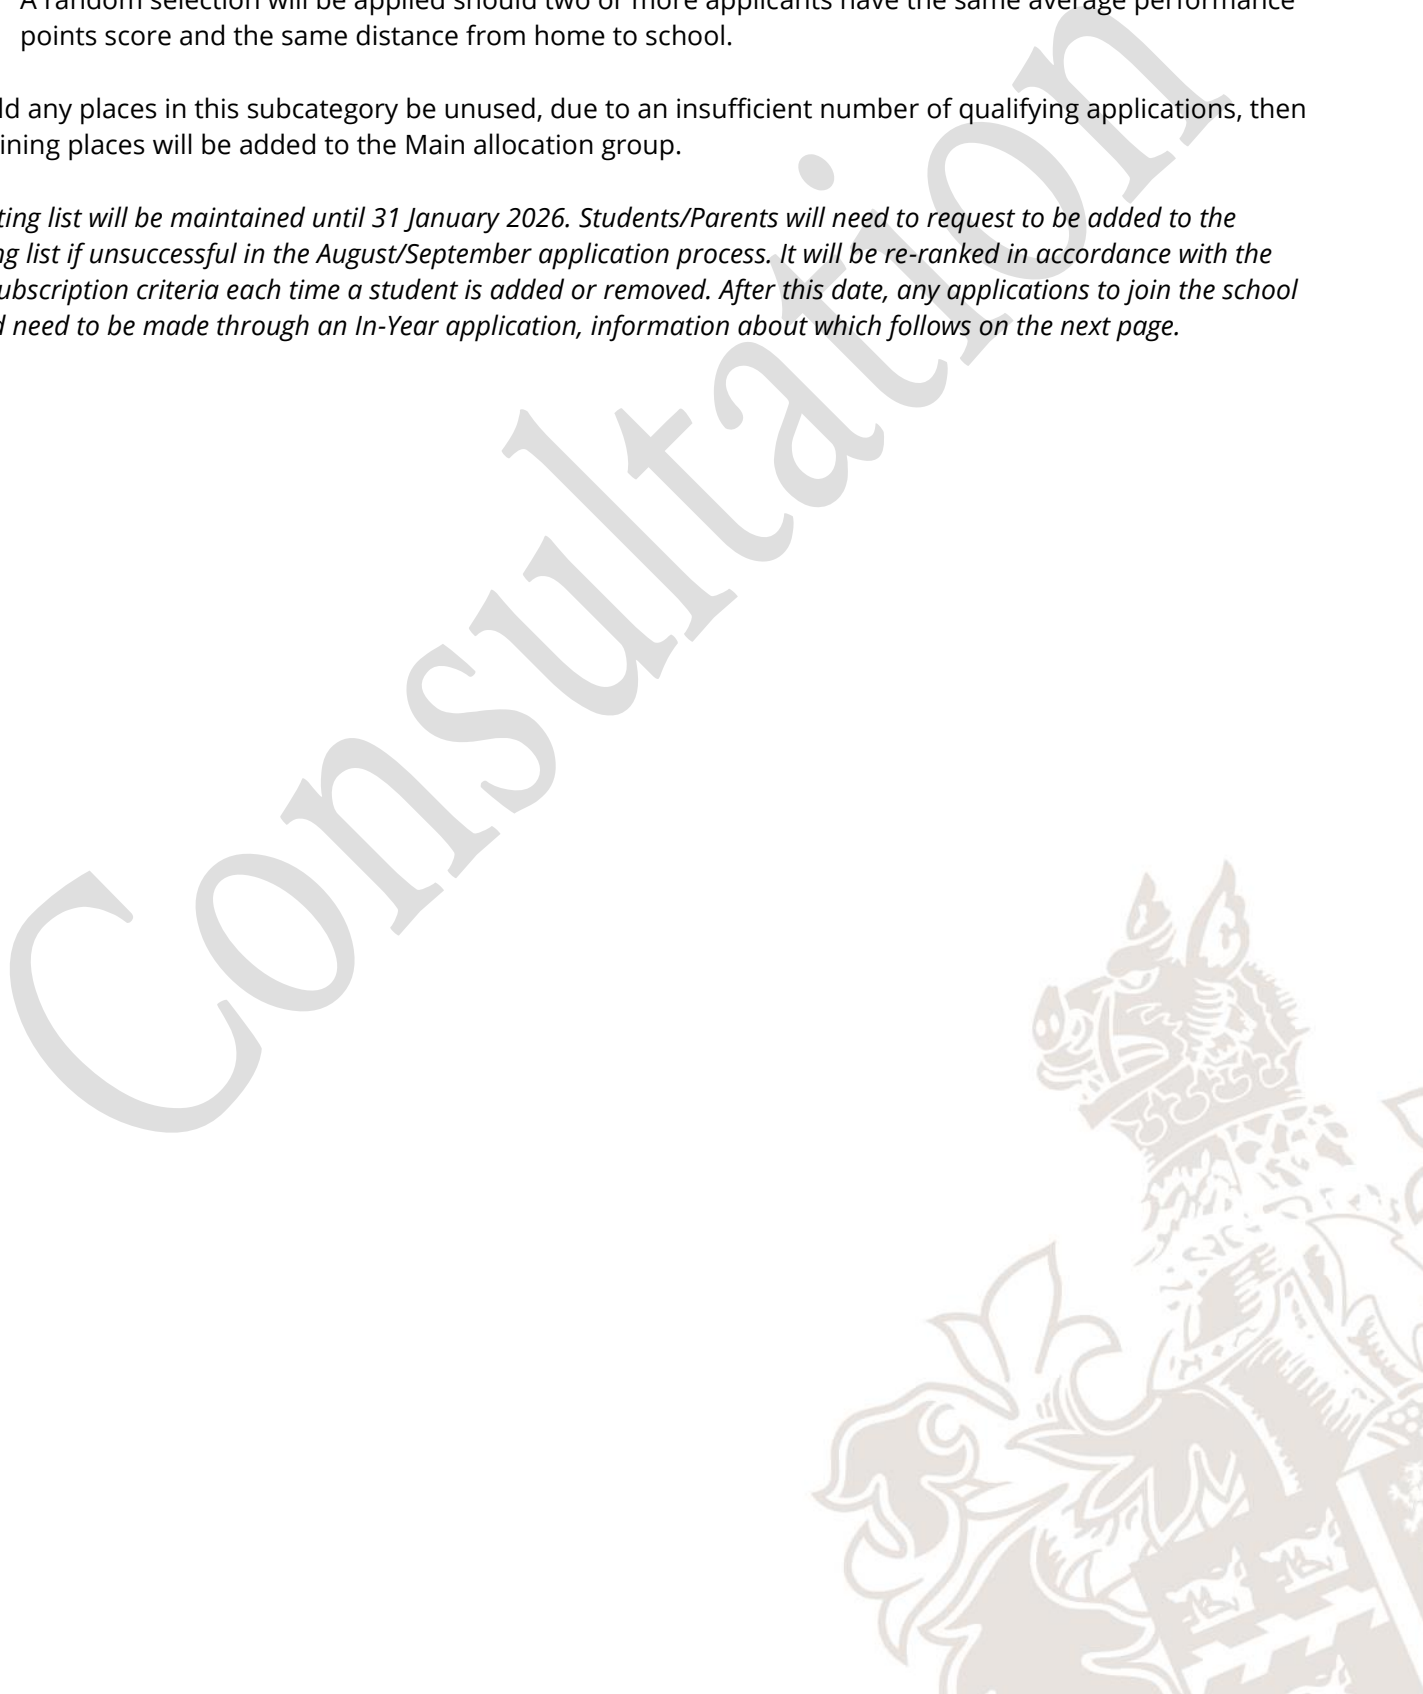 A random selection will be applied should two or more applicants have the same average performance
points score and the same distance from home to school.
ld any places in this subcategory be unused, due to an insufficient number of qualifying applications, then
ining places will be added to the Main allocation group.
ting list will be maintained until 31 January 2026. Students/Parents will need to request to be added to the
ng list if unsuccessful in the August/September application process. It will be re-ranked in accordance with the
ubscription criteria each time a student is added or removed. After this date, any applications to join the school
d need to be made through an In-Year application, information about which follows on the next page.
Consultation